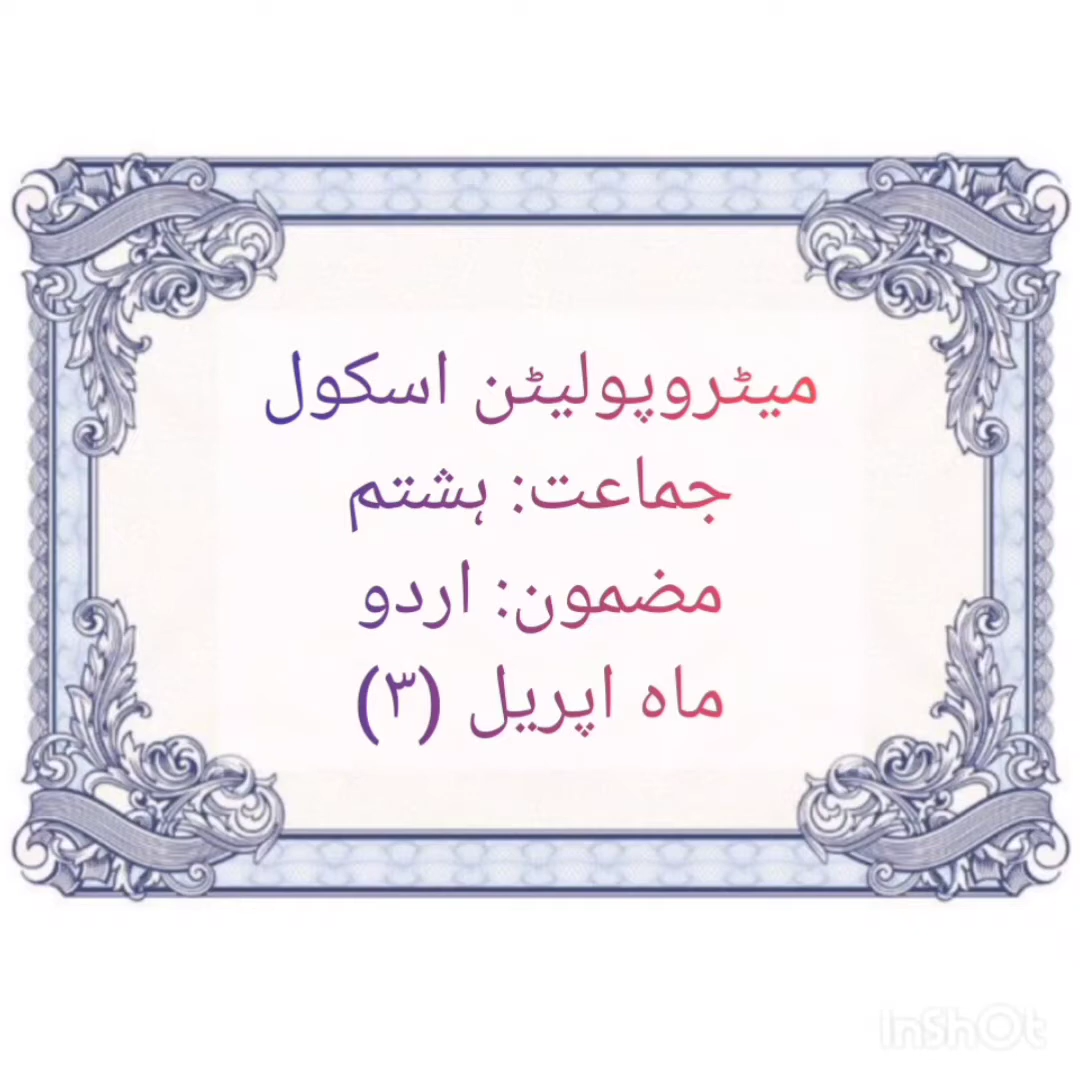 میٹروپولیٹن اسکول
جماعت: ہشتم
مضمون: اردو
ماہ اپریل (۳)
InShOt